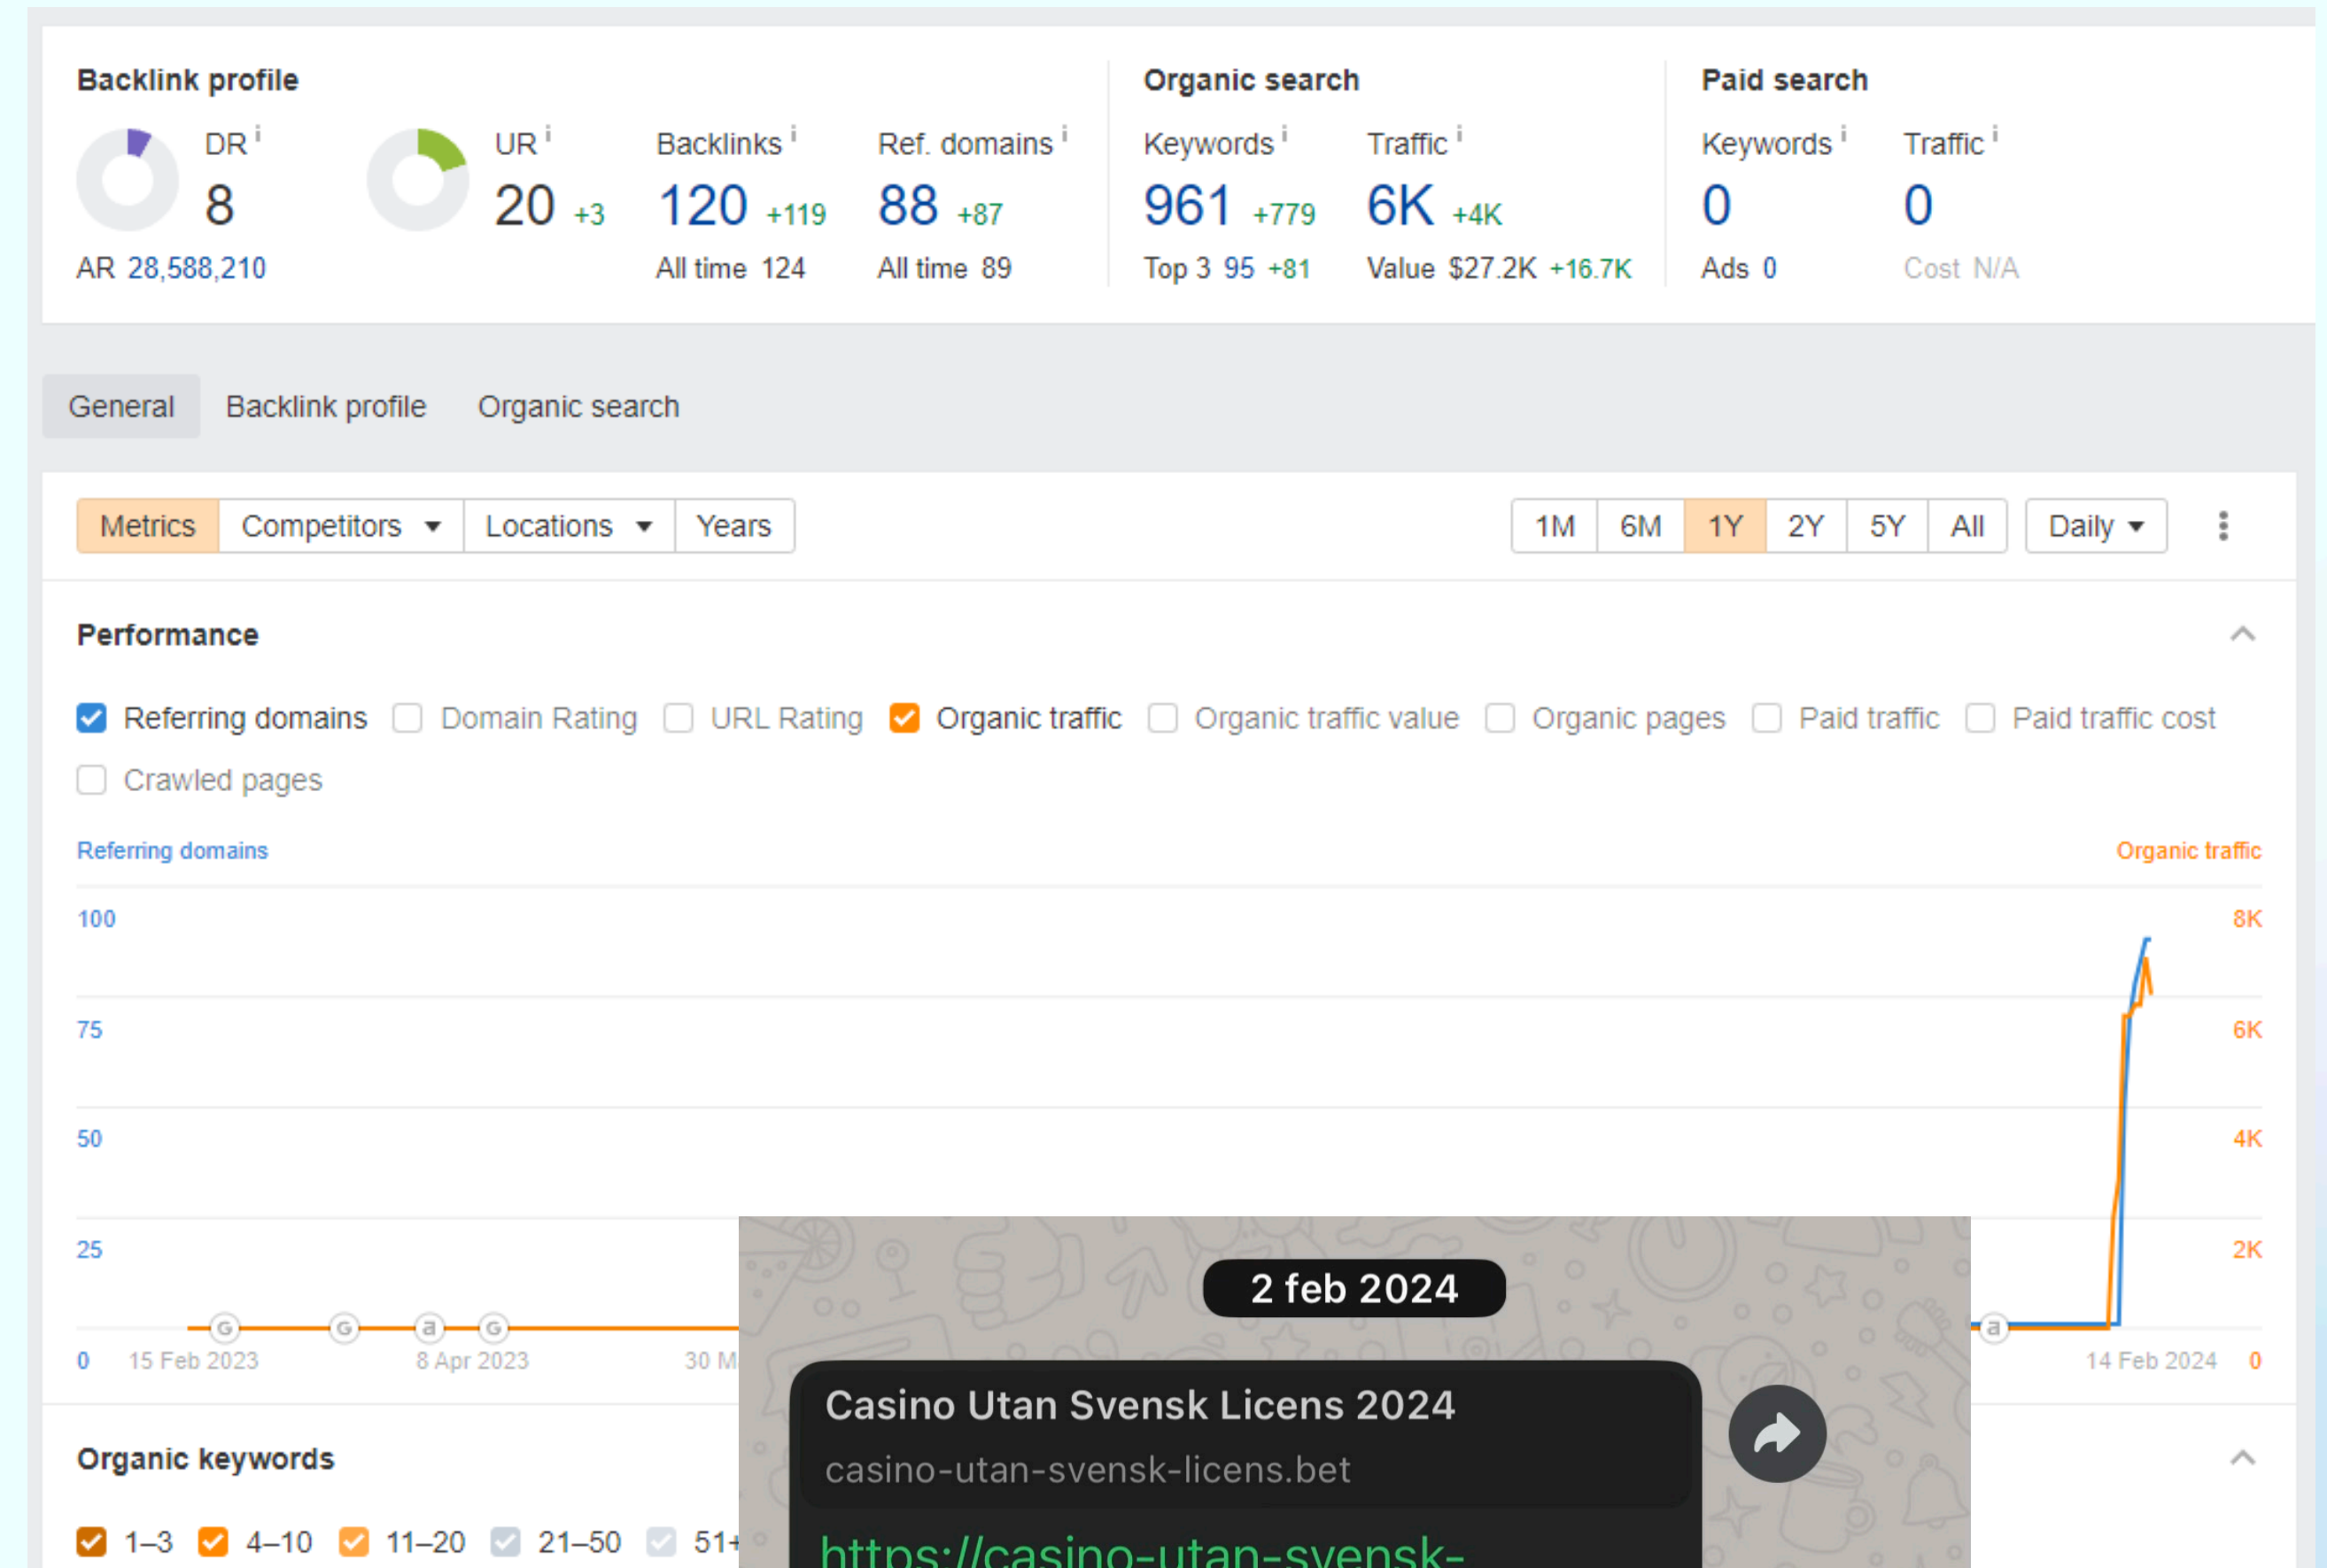 Backlink profile
Organic search
Paid search
DR i
UR i
Backlinks i
Ref. domains i
Keywords i
Traffic i
Keywords i
Traffic i
8
20 +3
120 +119
88 +87
961 +779
6K +4K
0
0
AR 28,588,210
All time 124
All time 89
Top 3 95 +81
Value $27.2K +16.7K
Ads 0
Cost N/A
General
Backlink profile
Organic search
Metrics
Competitors
Locations
Years
1M
6M
1Y
2Y
5Y
All
Daily
Performance
Referring domains
Domain Rating
URL Rating
Organic traffic
Organic traffic value
Organic pages
Paid traffic
Paid traffic cost
Crawled pages
Referring domains
Organic traffic
100
8K
75
6K
50
4K
25
2K
G
G
a
G
a
0
15 Feb 2023
8 Apr 2023
30 M
14 Feb 2024
0
2 feb 2024
Casino Utan Svensk Licens 2024
casino-utan-svensk-licens.bet
https://casino-utan-svensk-
Organic keywords
1–3
4–10
11–20
21–50
51+